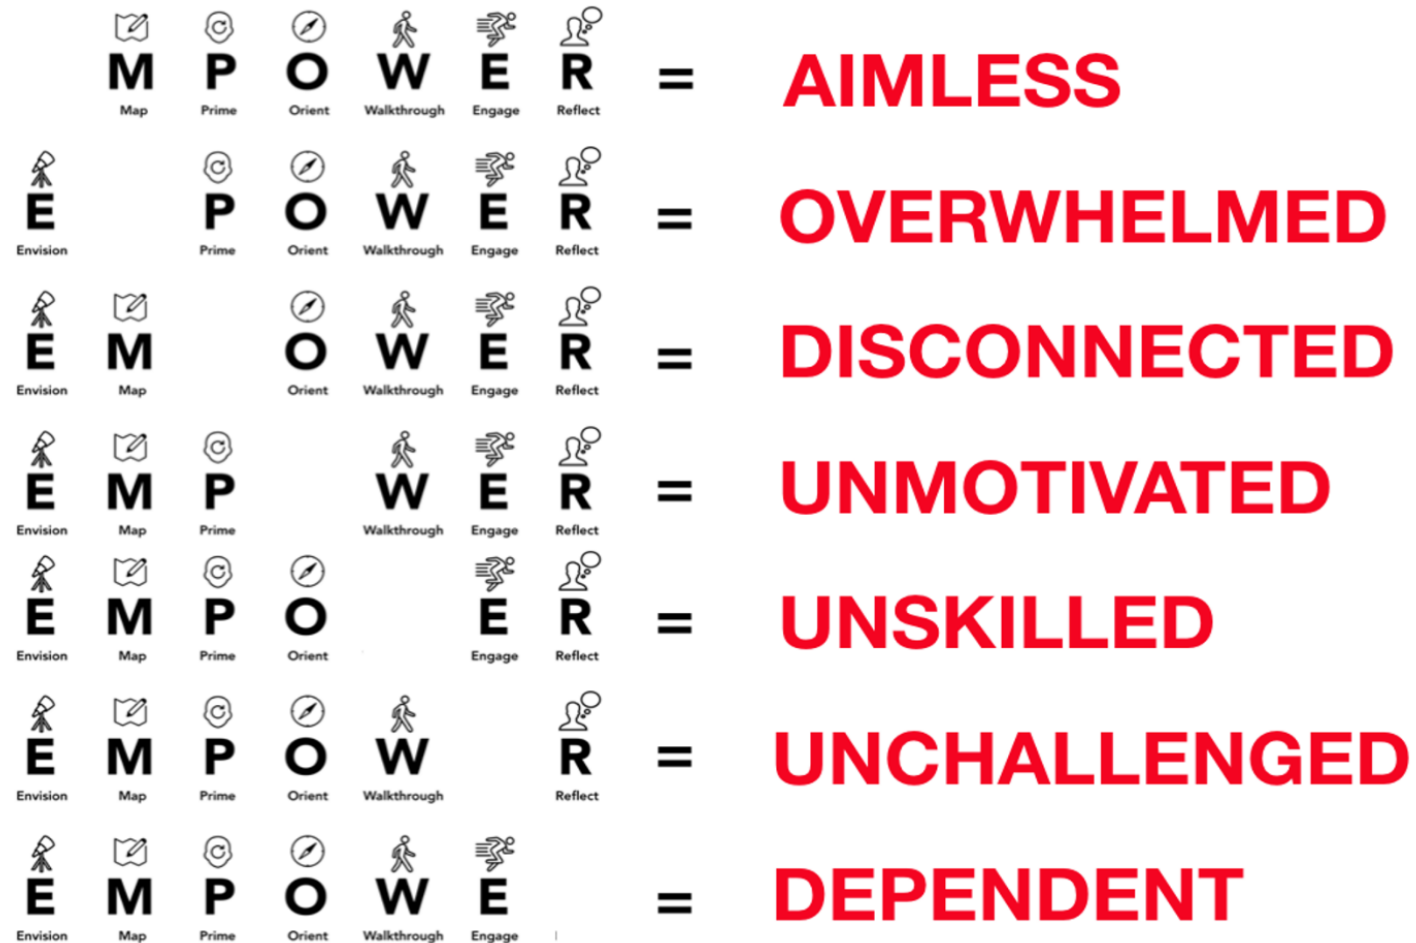 M P O W E R = AIMLESS
Map Prime Orient Walkthrough Engage Reflect
E P O W E R = OVERWHELMED
Envision Prime Orient Walkthrough Engage Reflect
E M O W E R = DISCONNECTED
Envision Map Orient Walkthrough Engage Reflect
E M P W E R = UNMOTIVATED
Envision Map Prime Walkthrough Engage Reflect
E M P O E R = UNSKILLED
Envision Map Prime Orient Engage Reflect
E M P O W R = UNCHALLENGED
Envision Map Prime Orient Walkthrough Reflect
E M P O W E = DEPENDENT
Envision Map Prime Orient Walkthrough Engage